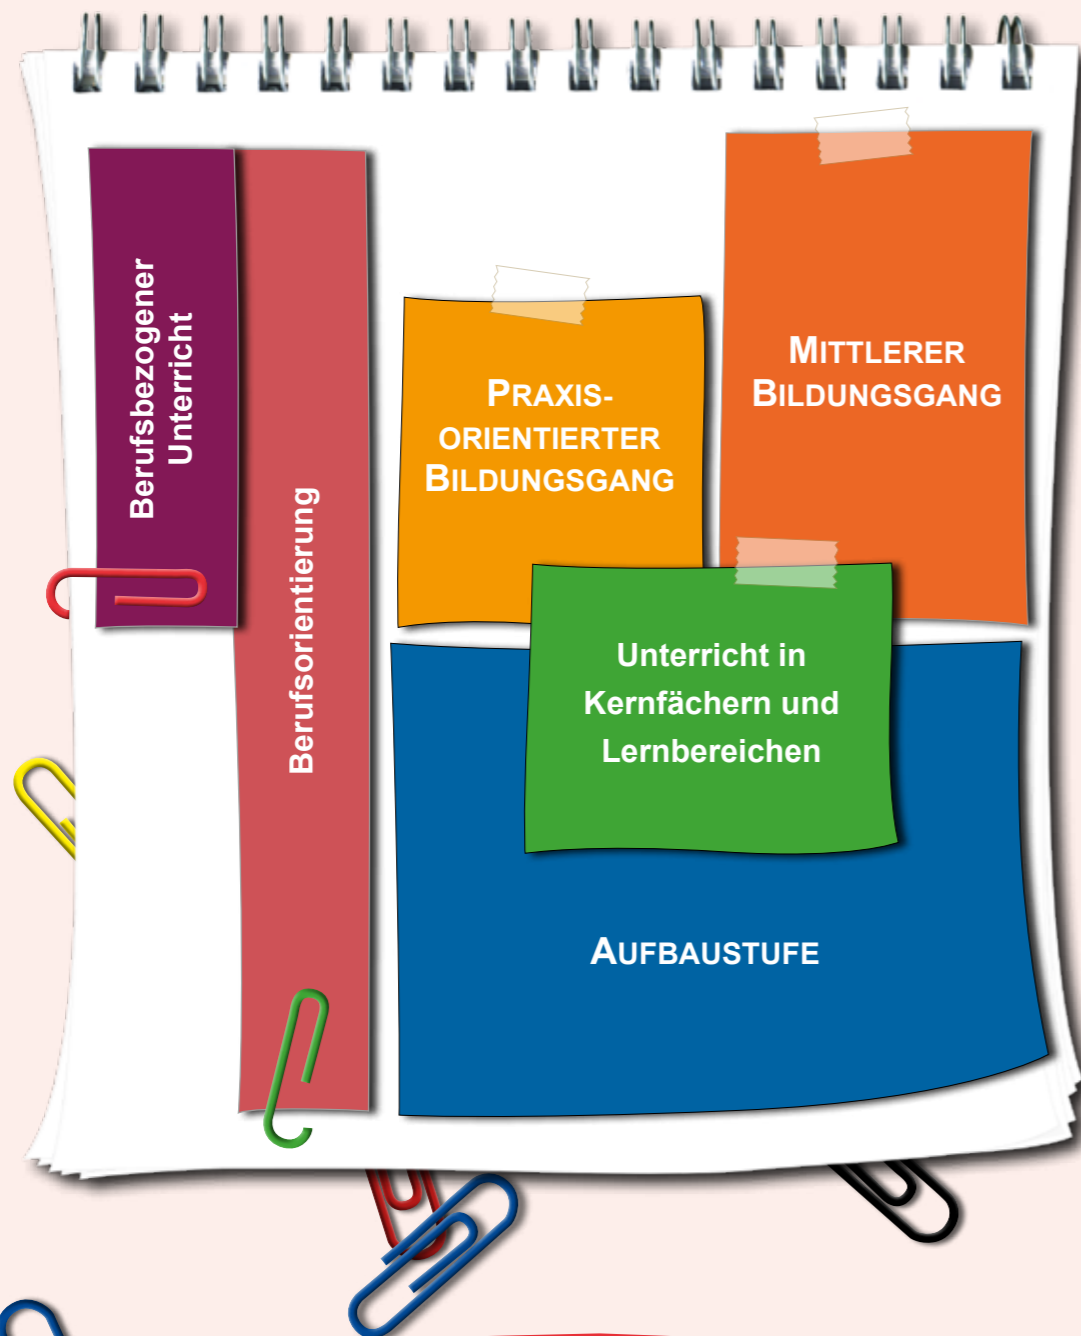 Berufsbezogener
Unterricht
Berufsorientierung
PRAXIS-
ORIENTIERTER
BILDUNGSGANG
MITTLERER
BILDUNGSGANG
Unterricht in
Kernfächern und
Lernbereichen
AUFBAUSTUFE